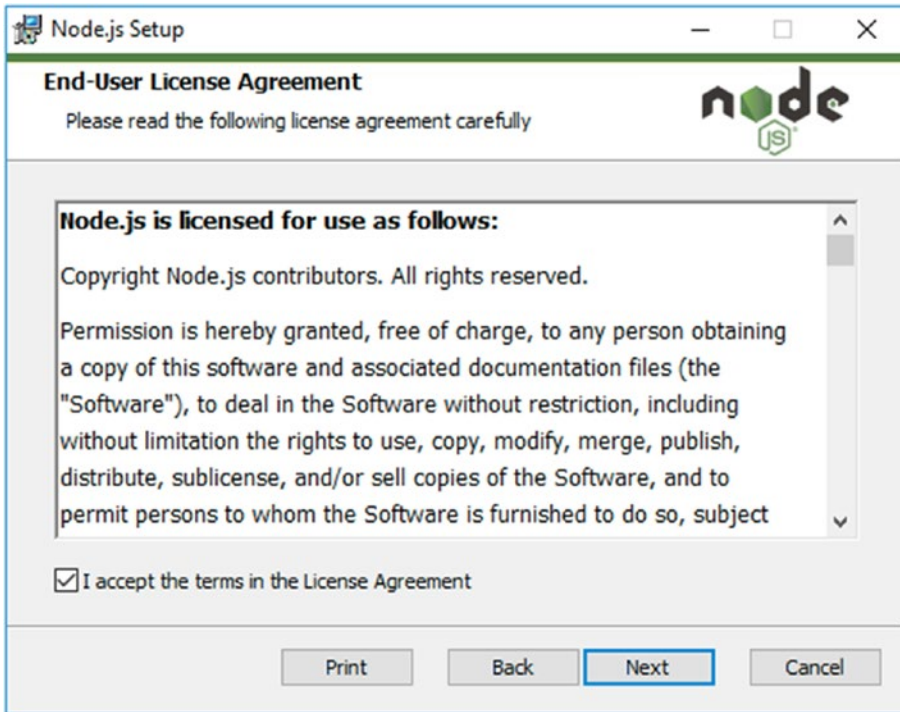 Node.js Setup
End-User License Agreement
Please read the following license agreement carefully
node
JS
Node.js is licensed for use as follows:
Copyright Node.js contributors. All rights reserved.
Permission is hereby granted, free of charge, to any person obtaining
a copy of this software and associated documentation files (the
"Software"), to deal in the Software without restriction, including
without limitation the rights to use, copy, modify, merge, publish,
distribute, sublicense, and/or sell copies of the Software, and to
permit persons to whom the Software is furnished to do so, subject
I accept the terms in the License Agreement
Print Back Next Cancel